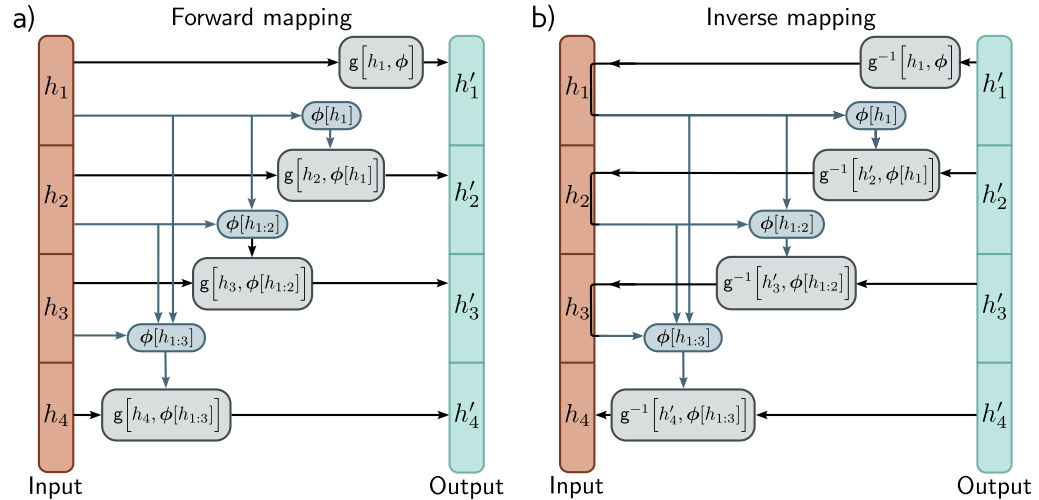 a)
Forward mapping
h₁
h₂
h₃
h₄
Input
g[h₁, ϕ]
ϕ[h₁]
g[h₂, ϕ[h₁]]
ϕ[h₁:₂]
g[h₃, ϕ[h₁:₂]]
ϕ[h₁:₃]
g[h₄, ϕ[h₁:₃]]
h′₁
h′₂
h′₃
h′₄
Output
b)
Inverse mapping
h₁
h₂
h₃
h₄
Input
g⁻¹[h₁, ϕ]
ϕ[h₁]
g⁻¹[h′₂, ϕ[h₁]]
ϕ[h₁:₂]
g⁻¹[h′₃, ϕ[h₁:₂]]
ϕ[h₁:₃]
g⁻¹[h′₄, ϕ[h₁:₃]]
h′₁
h′₂
h′₃
h′₄
Output